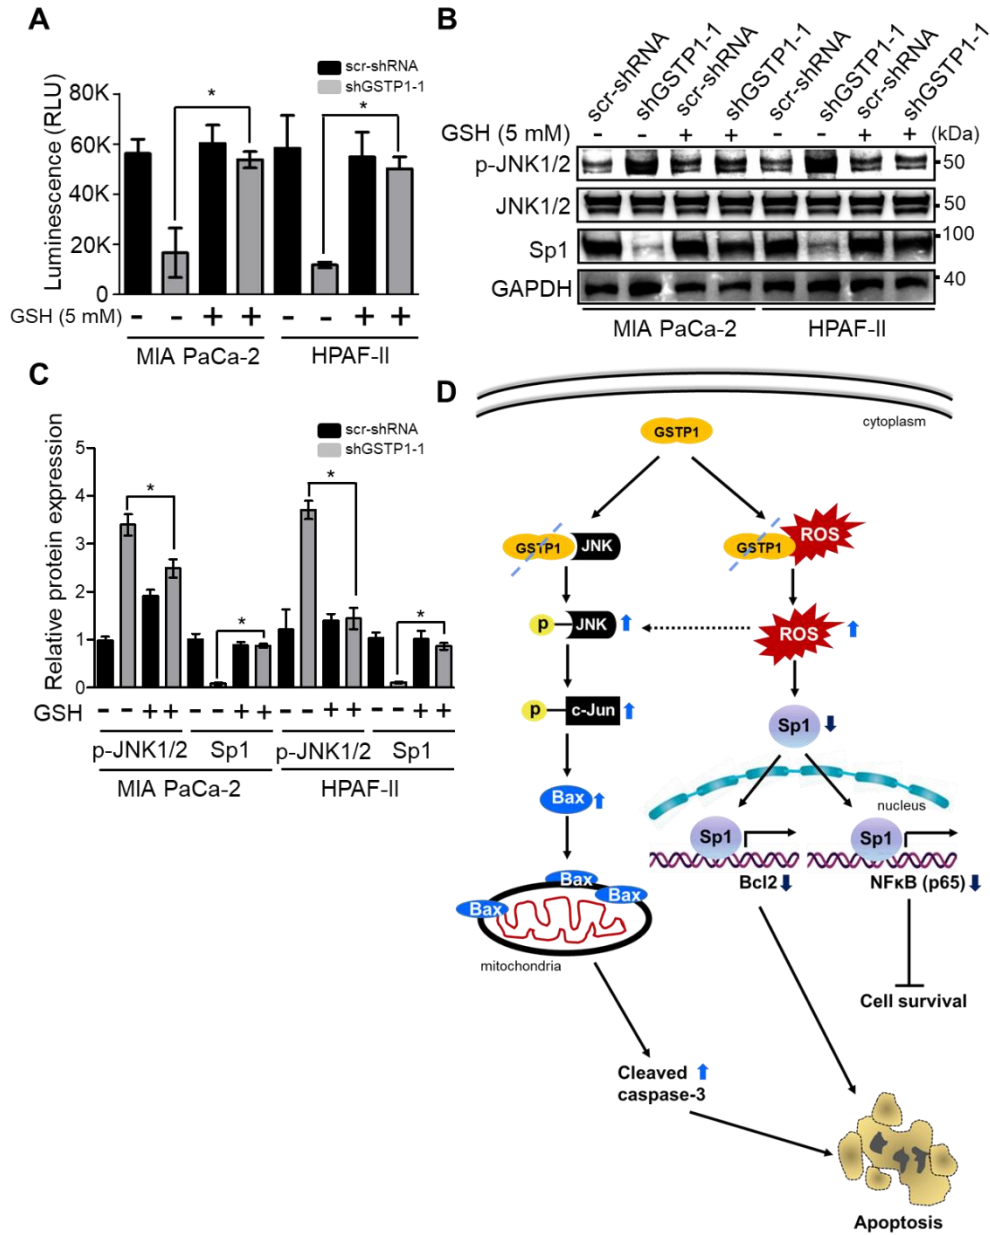 A
scr-shRNA
shGSTP1-1
Luminescence (RLU)
80K
60K
40K
20K
0
*
*
GSH (5 mM)
- - + + - - + +
MIA PaCa-2
HPAF-II
B
scr-shRNA
shGSTP1-1
scr-shRNA
shGSTP1-1
scr-shRNA
shGSTP1-1
scr-shRNA
shGSTP1-1
GSH (5 mM) - - + + - - + + (kDa)
p-JNK1/2 50
JNK1/2 50
Sp1 100
GAPDH 40
MIA PaCa-2
HPAF-II
C
scr-shRNA
shGSTP1-1
Relative protein expression
5
4
3
2
1
0
*
*
*
*
GSH - - + + - - + + - - + + - - + +
p-JNK1/2 Sp1 p-JNK1/2 Sp1
MIA PaCa-2
HPAF-II
D
cytoplasm
GSTP1
GSTP1 JNK
GSTP1 ROS
p JNK
ROS
p c-Jun
Sp1
Bax
nucleus
Sp1
Sp1
Bcl2
NFκB (p65)
Bax
Bax
Bax
mitochondria
Cell survival
Cleaved
caspase-3
Apoptosis